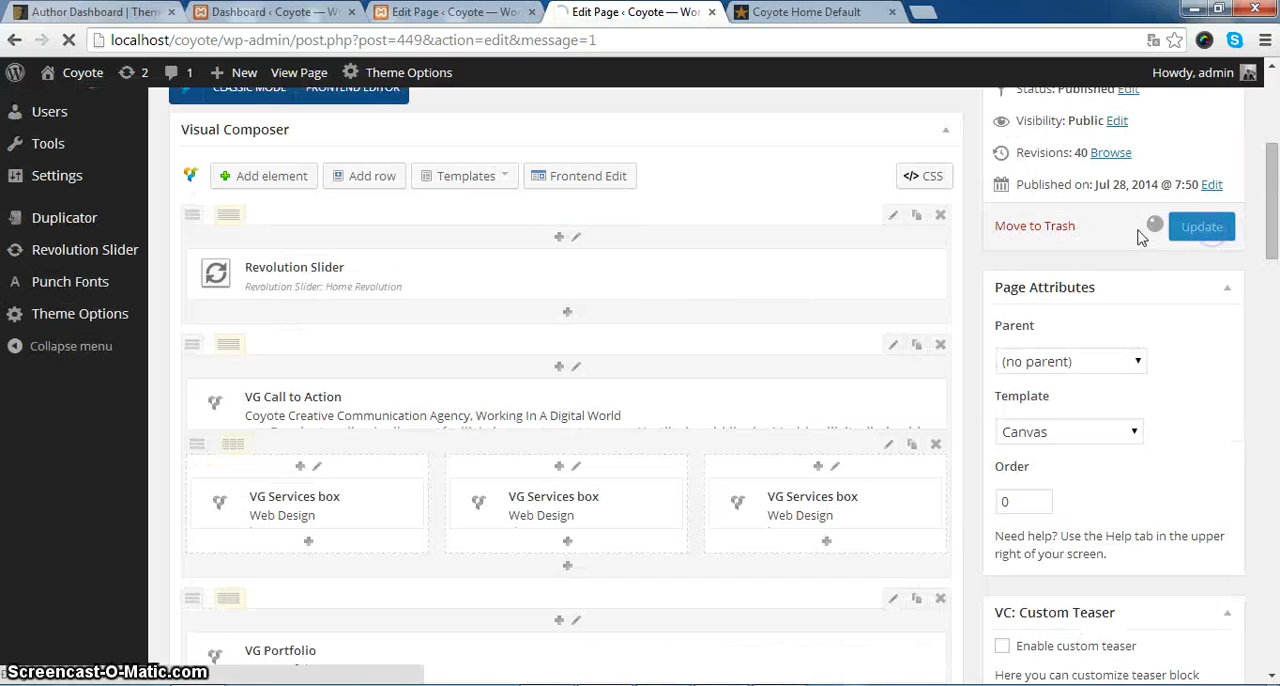 Author Dashboard | Them
Dashboard ‹ Coyote — Wo
Edit Page ‹ Coyote — Wor
Edit Page ‹ Coyote — Wor
Coyote Home Default
localhost/coyote/wp-admin/post.php?post=449&action=edit&message=1
Coyote
2
1
New
View Page
Theme Options
Howdy, admin
Users
Tools
Settings
Duplicator
Revolution Slider
Punch Fonts
Theme Options
Collapse menu
CLASSIC MODE
FRONTEND EDITOR
Visual Composer
Add element
Add row
Templates
Frontend Edit
</> CSS
Revolution Slider
Revolution Slider: Home Revolution
VG Call to Action
Coyote Creative Communication Agency, Working In A Digital World
VG Services box
Web Design
VG Services box
Web Design
VG Services box
Web Design
VG Portfolio
Status: Published Edit
Visibility: Public Edit
Revisions: 40 Browse
Published on: Jul 28, 2014 @ 7:50 Edit
Move to Trash
Update
Page Attributes
Parent
(no parent)
Template
Canvas
Order
0
Need help? Use the Help tab in the upper
right of your screen.
VC: Custom Teaser
Enable custom teaser
Here you can customize teaser block
Screencast-O-Matic.com